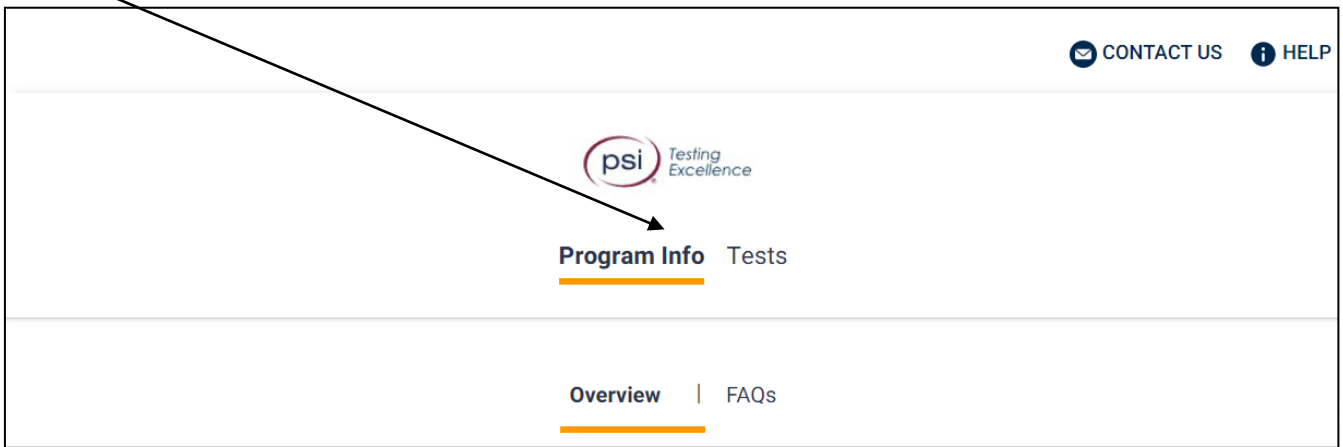 CONTACT US HELP
psi Testing
Excellence
Program Info Tests
Overview | FAQs